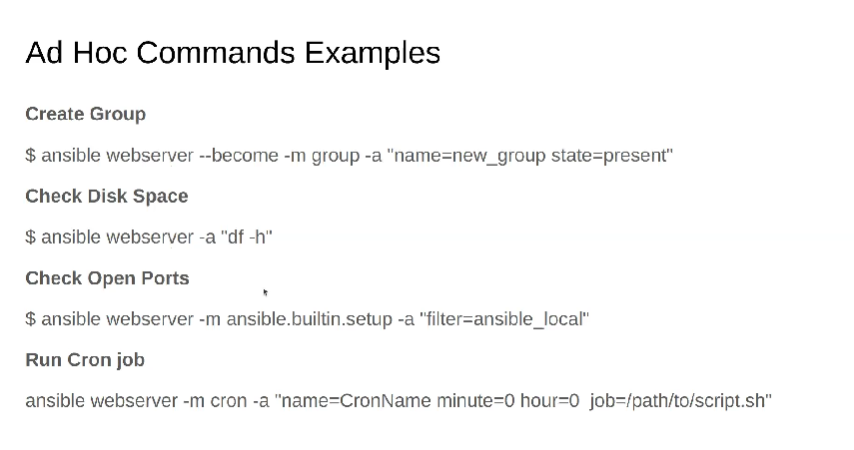 Ad Hoc Commands Examples
Create Group
$ ansible webserver --become -m group -a "name=new_group state=present"
Check Disk Space
$ ansible webserver -a "df -h"
Check Open Ports
$ ansible webserver -m ansible.builtin.setup -a "filter=ansible_local"
Run Cron job
ansible webserver -m cron -a "name=CronName minute=0 hour=0  job=/path/to/script.sh"